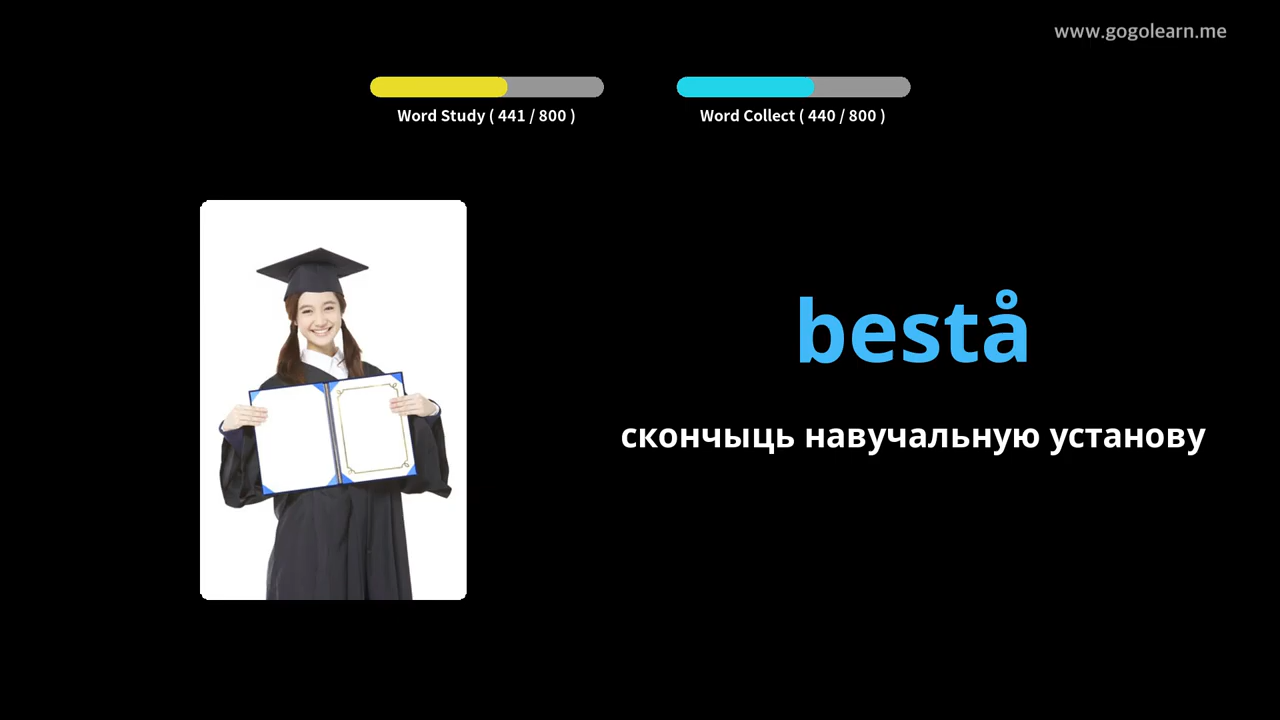 www.gogolearn.me
Word Study ( 441 / 800 )
Word Collect ( 440 / 800 )
bestå
скончыць навучальную установу